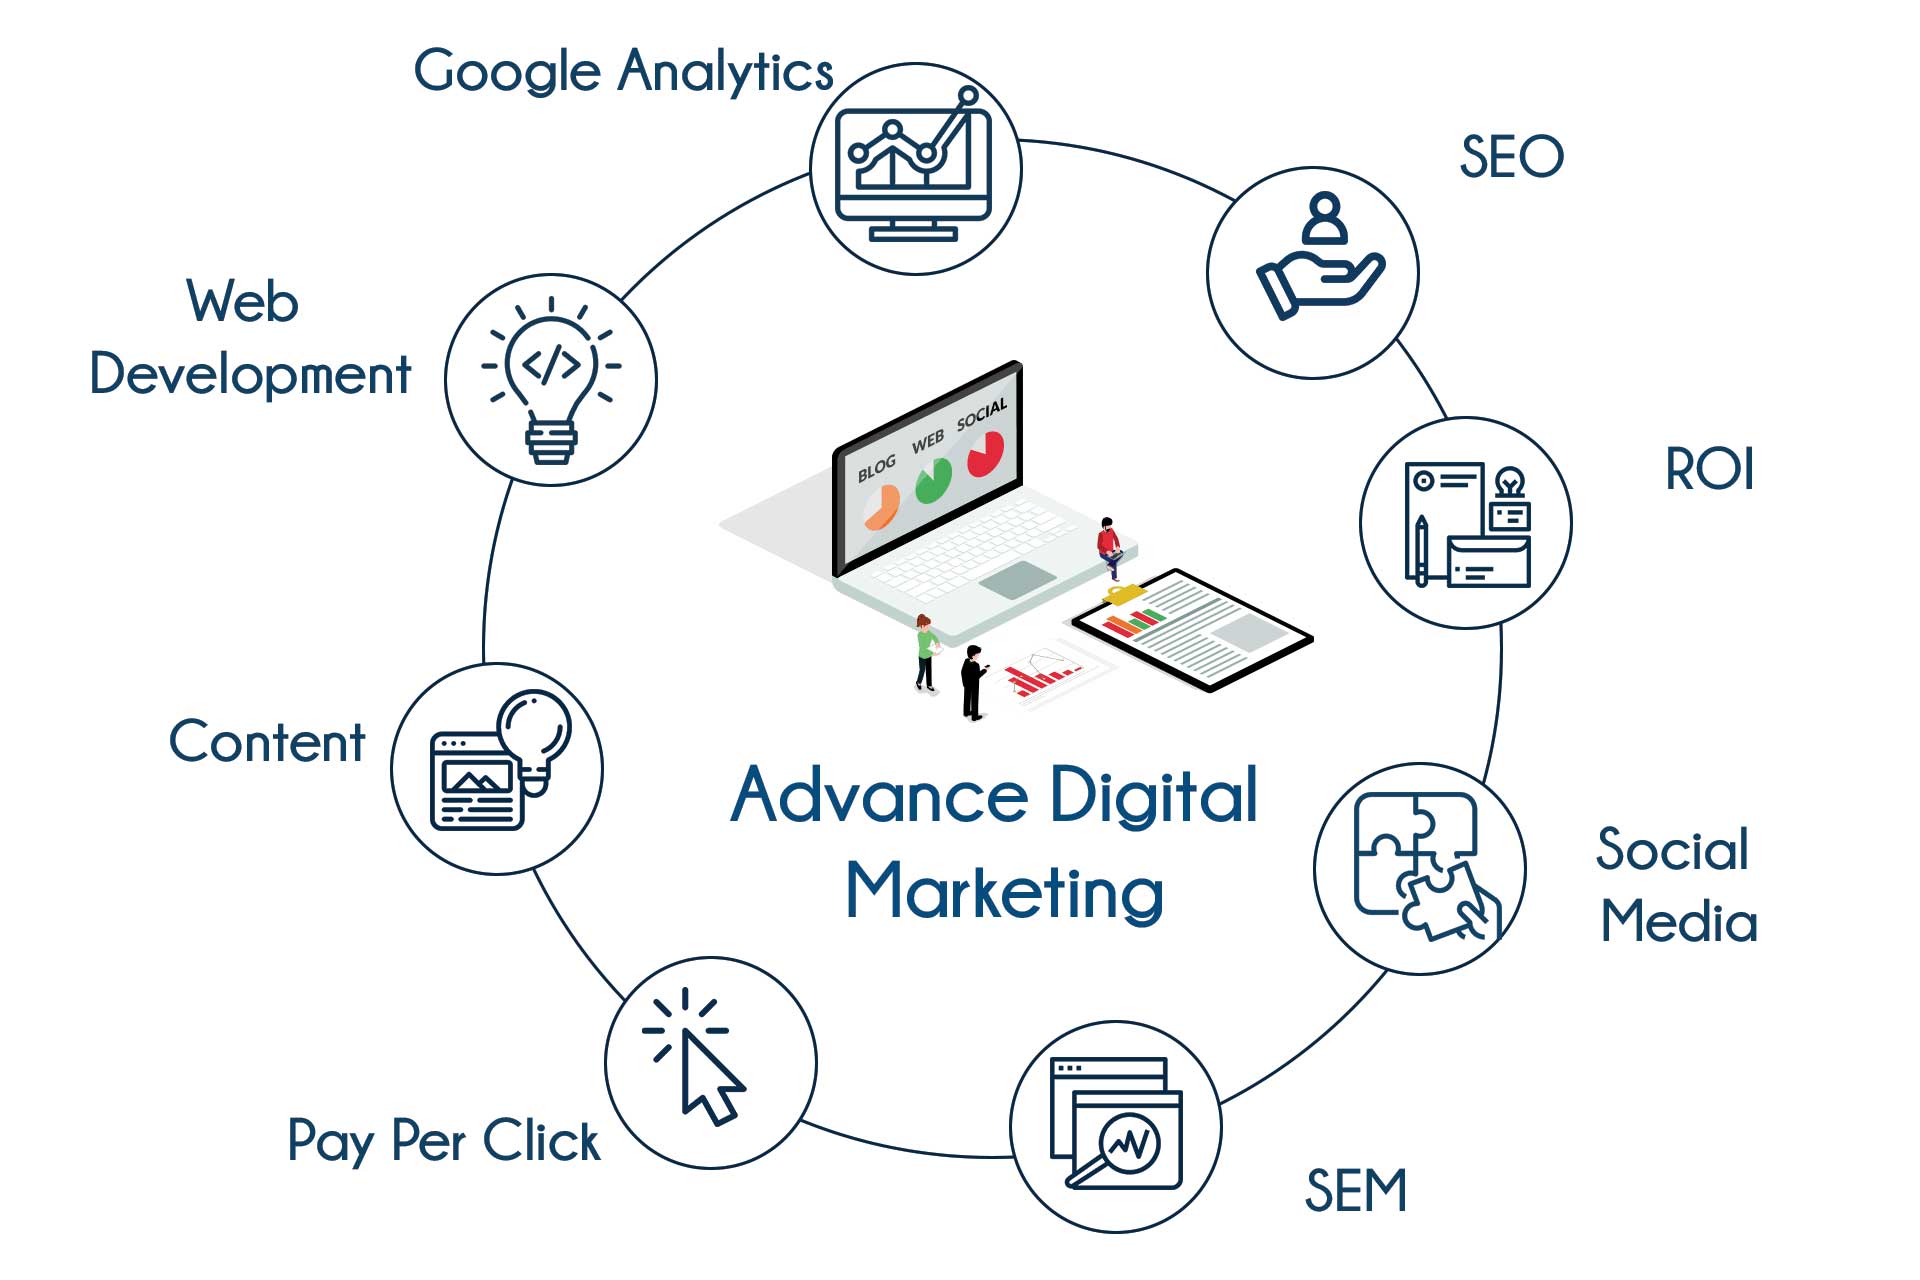 Google Analytics
SEO
Web
Development
ROI
BLOG WEB SOCIAL
Content
Advance Digital
Marketing
Social
Media
Pay Per Click
SEM